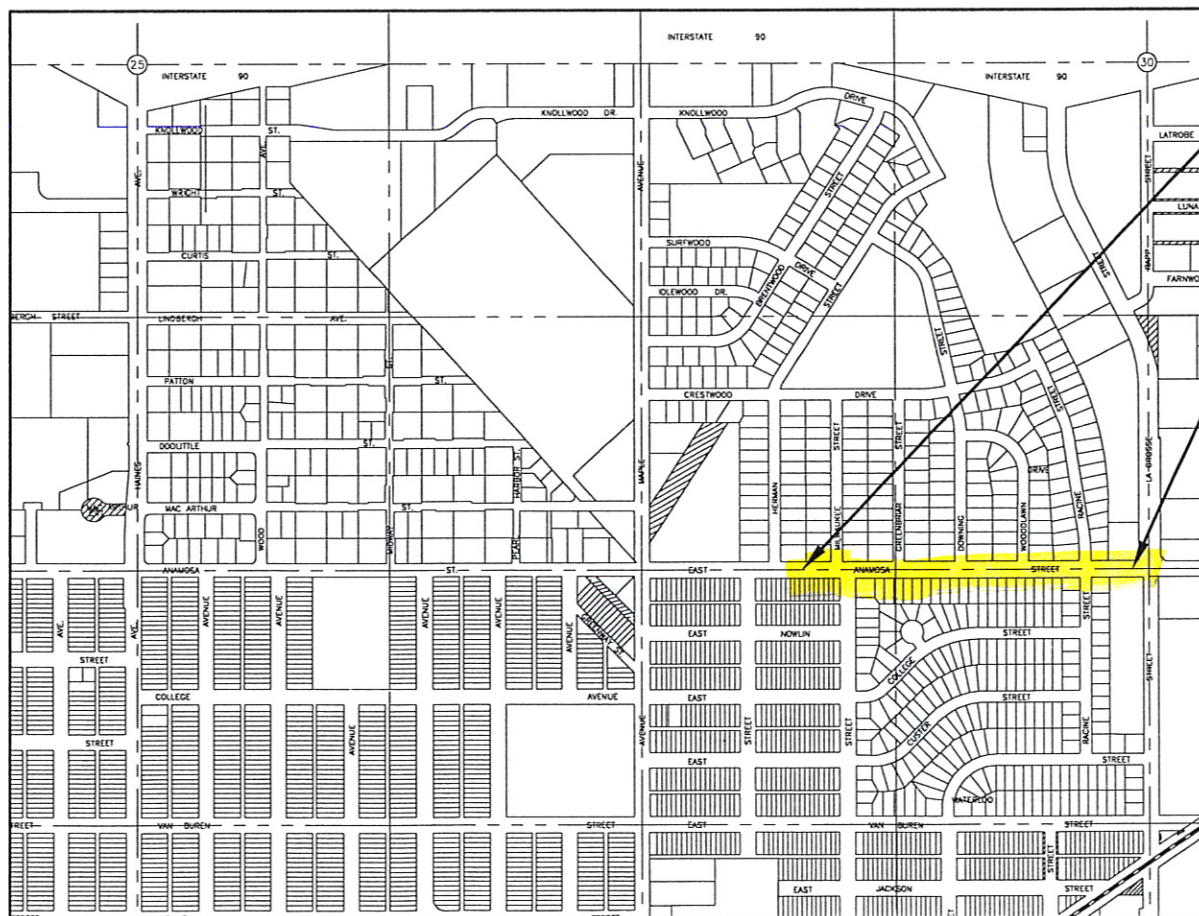 INTERSTATE 90
25
INTERSTATE 90
INTERSTATE 90
30
KNOLLWOOD ST.
KNOLLWOOD DR.
KNOLLWOOD
DRIVE
LATROBE
AVE.
AVE.
AVENUE
STREET
STREET
WRIGHT ST.
LUNA
CURTIS ST.
SURFWOOD
DRIVE
BRENTWOOD
STREET
STREET
RAPP
IDLEWOOD DR.
FARNWO
BERGH STREET
LINDBERGH AVE.
STREET
ST.
PATTON ST.
CRESTWOOD DRIVE
STREET
DOOLITTLE ST.
HARBOR ST.
MAPLE
STREET
STREET
DRIVE
LA CROSSE
HAINES
HERMAN
MILWAUKEE
GREENBRIAR
DOWNING
WOODLAWN
RACINE
MAC ARTHUR ST.
WOOD
MIDWAY
PEARL
ANAMOSA ST.
EAST ANAMOSA STREET
AVE.
AVE.
AVENUE
AVENUE
AVENUE
AVENUE
GREENWAY ST.
STREET
EAST NOWLIN STREET
STREET
COLLEGE
STREET
COLLEGE AVENUE
EAST
STREET
AVENUE
AVENUE
STREET
STREET
CUSTER
RACINE
STREET
EAST
STREET
WATERLOO
STREET
VAN BUREN STREET
EAST VAN BUREN STREET
STREET
EAST JACKSON STREET